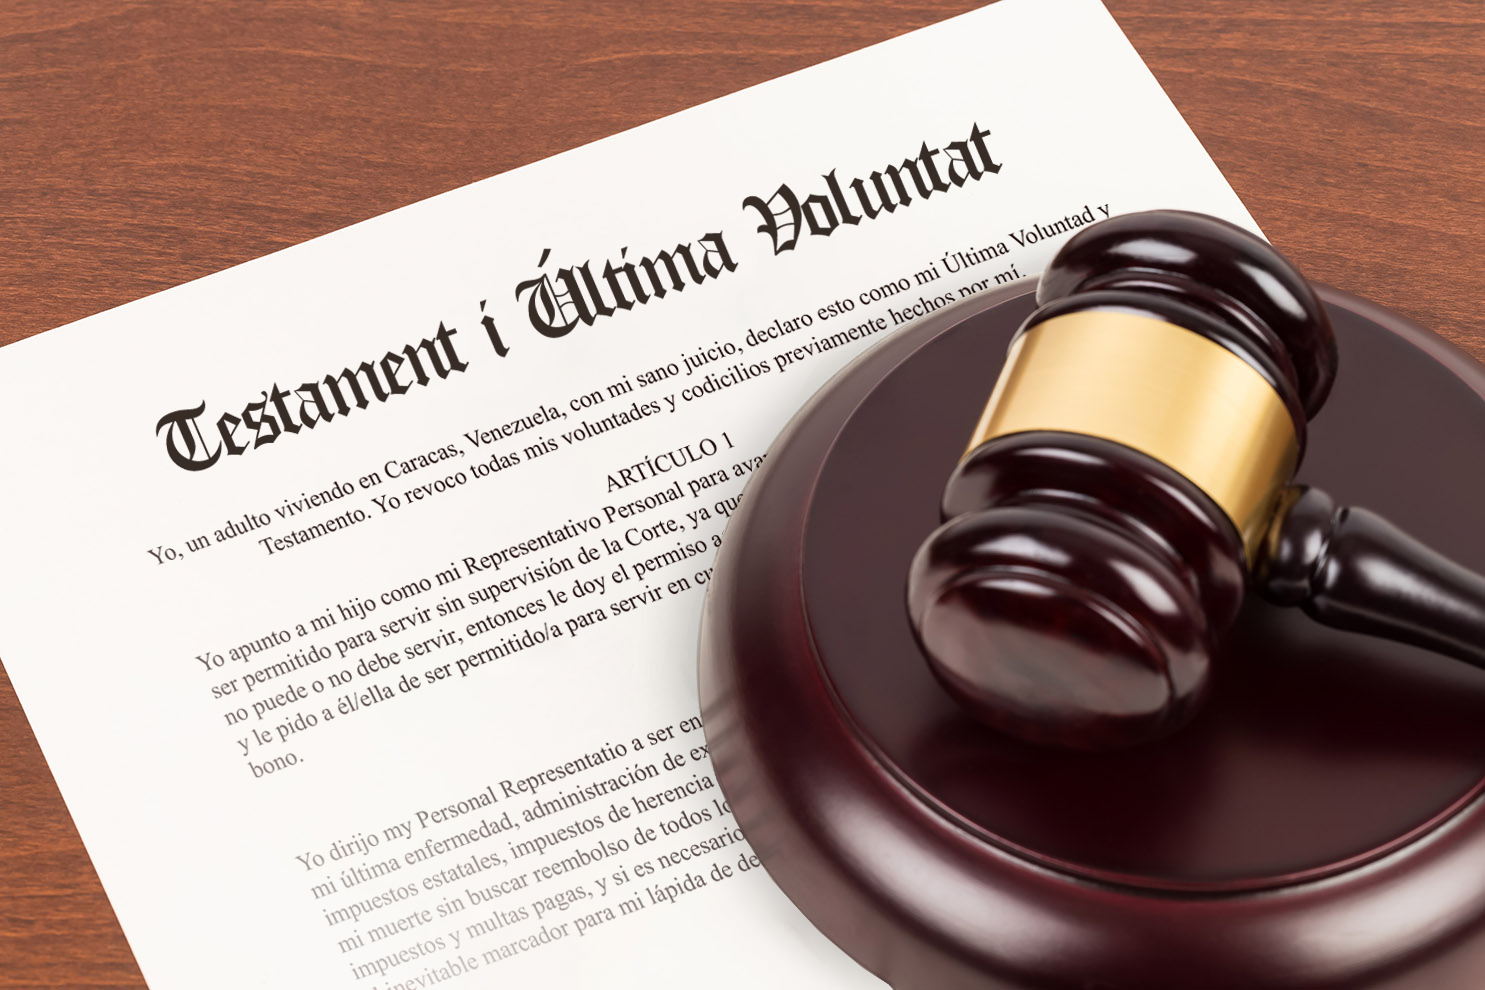 Testament i Última Voluntat
Yo, un adulto viviendo en Caracas, Venezuela, con mi sano juicio, declaro esto como mi Última Voluntad y
Testamento. Yo revoco todas mis voluntades y codicilios previamente hechos por mí.
ARTÍCULO 1
Yo apunto a mi hijo como mi Representativo Personal para
ser permitido para servir sin supervisión de la Corte, ya que
no puede o no debe servir, entonces le doy el permiso a
y le pido a él/ella de ser permitido/a para servir en
bono.
Yo dirijo my Personal Representatio a ser en
mi última enfermedad, administración de
impuestos estatales, impuestos de herencia
mi muerte sin buscar reembolso de todos
impuestos y multas pagas, y si es necesario
inevitable marcador para mi lápida de